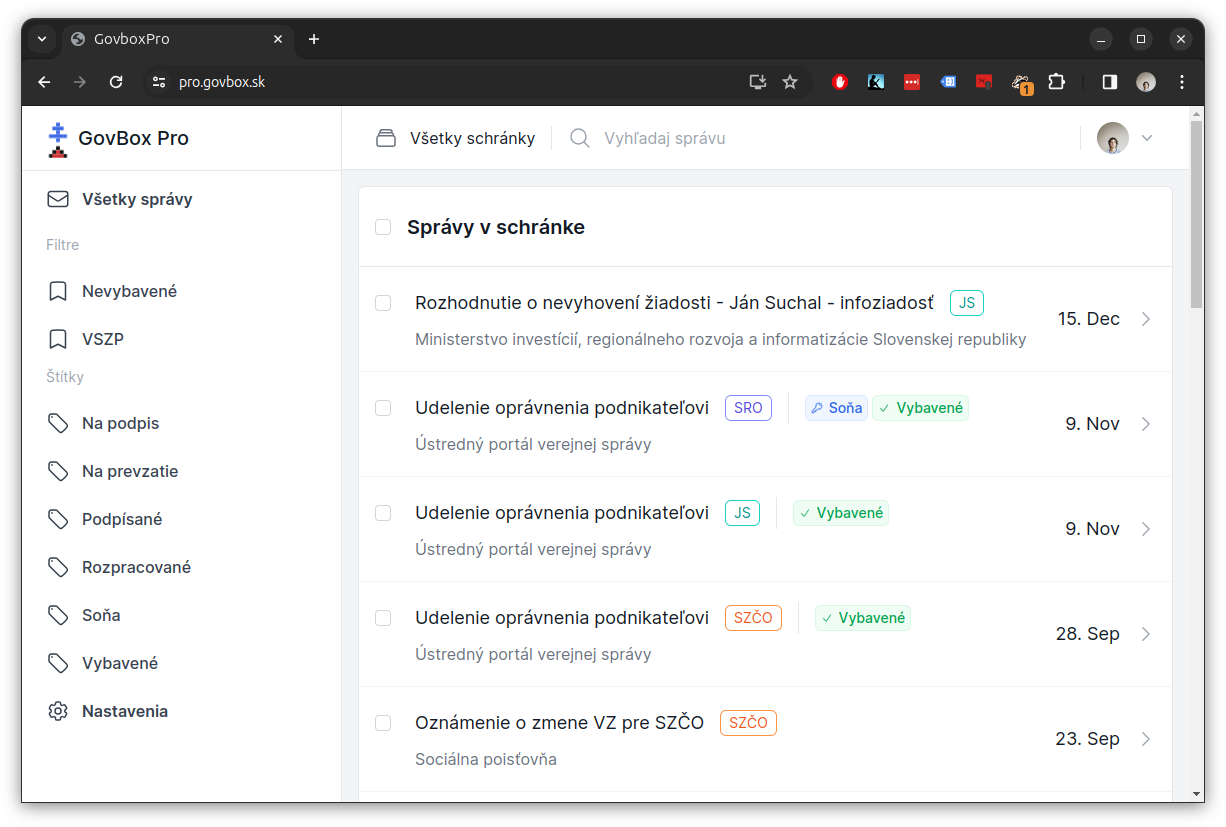 GovboxPro
pro.govbox.sk
1
GovBox Pro
Všetky schránky
Vyhľadaj správu
Všetky správy
Filtre
Nevybavené
VSZP
Štítky
Na podpis
Na prevzatie
Podpísané
Rozpracované
Soňa
Vybavené
Nastavenia
Správy v schránke
Rozhodnutie o nevyhovení žiadosti - Ján Suchal - infoziadosť JS
Ministerstvo investícií, regionálneho rozvoja a informatizácie Slovenskej republiky
15. Dec
Udelenie oprávnenia podnikateľovi SRO Soňa Vybavené
Ústredný portál verejnej správy
9. Nov
Udelenie oprávnenia podnikateľovi JS Vybavené
Ústredný portál verejnej správy
9. Nov
Udelenie oprávnenia podnikateľovi SZČO Vybavené
Ústredný portál verejnej správy
28. Sep
Oznámenie o zmene VZ pre SZČO SZČO
Sociálna poisťovňa
23. Sep